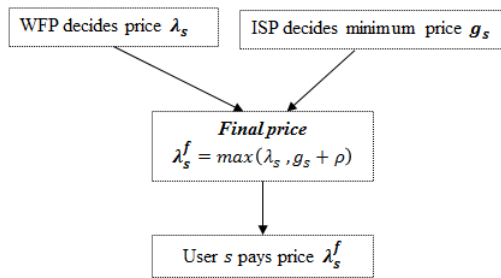 WFP decides price λₛ
ISP decides minimum price gₛ
Final price
λₛᶠ = max(λₛ , gₛ + ρ)
User s pays price λₛᶠ